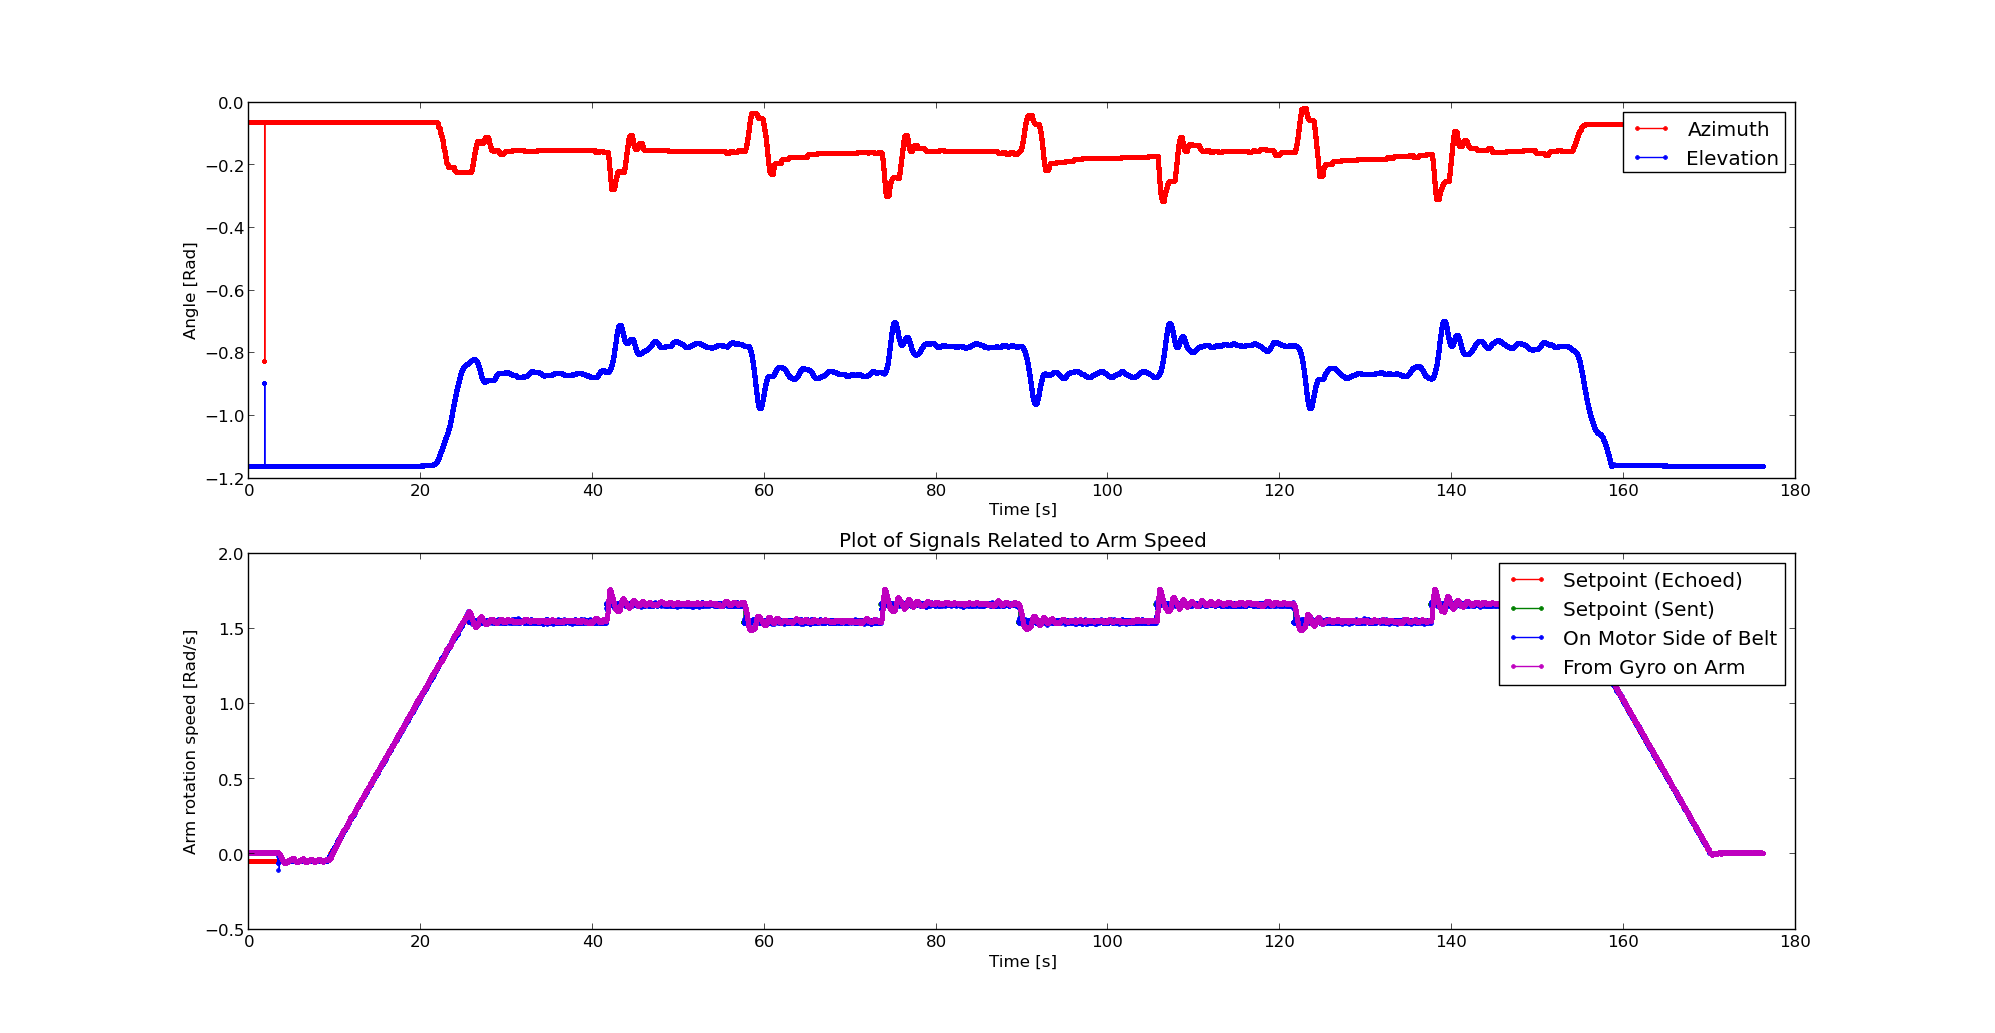 0.0
−0.2
−0.4
−0.6
−0.8
−1.0
−1.2
Angle [Rad]
Azimuth
Elevation
0 20 40 60 80 100 120 140 160 180
Time [s]
Plot of Signals Related to Arm Speed
2.0
1.5
1.0
0.5
0.0
−0.5
Arm rotation speed [Rad/s]
Setpoint (Echoed)
Setpoint (Sent)
On Motor Side of Belt
From Gyro on Arm
0 20 40 60 80 100 120 140 160 180
Time [s]